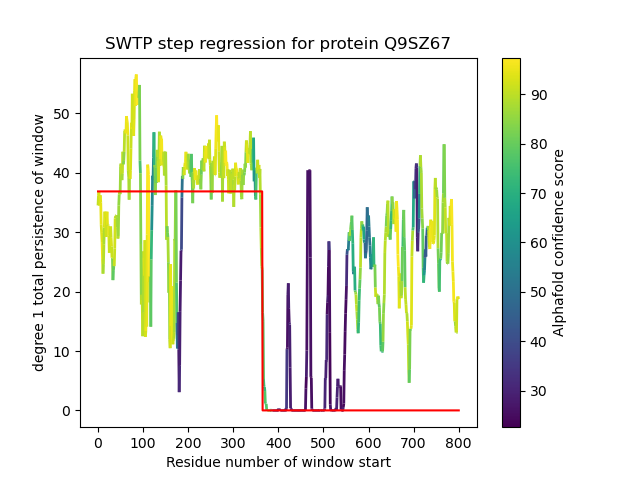 SWTP step regression for protein Q9SZ67
degree 1 total persistence of window
50
40
30
20
10
0
0 100 200 300 400 500 600 700 800
Residue number of window start
90
80
70
60
50
40
30
Alphafold confidence score